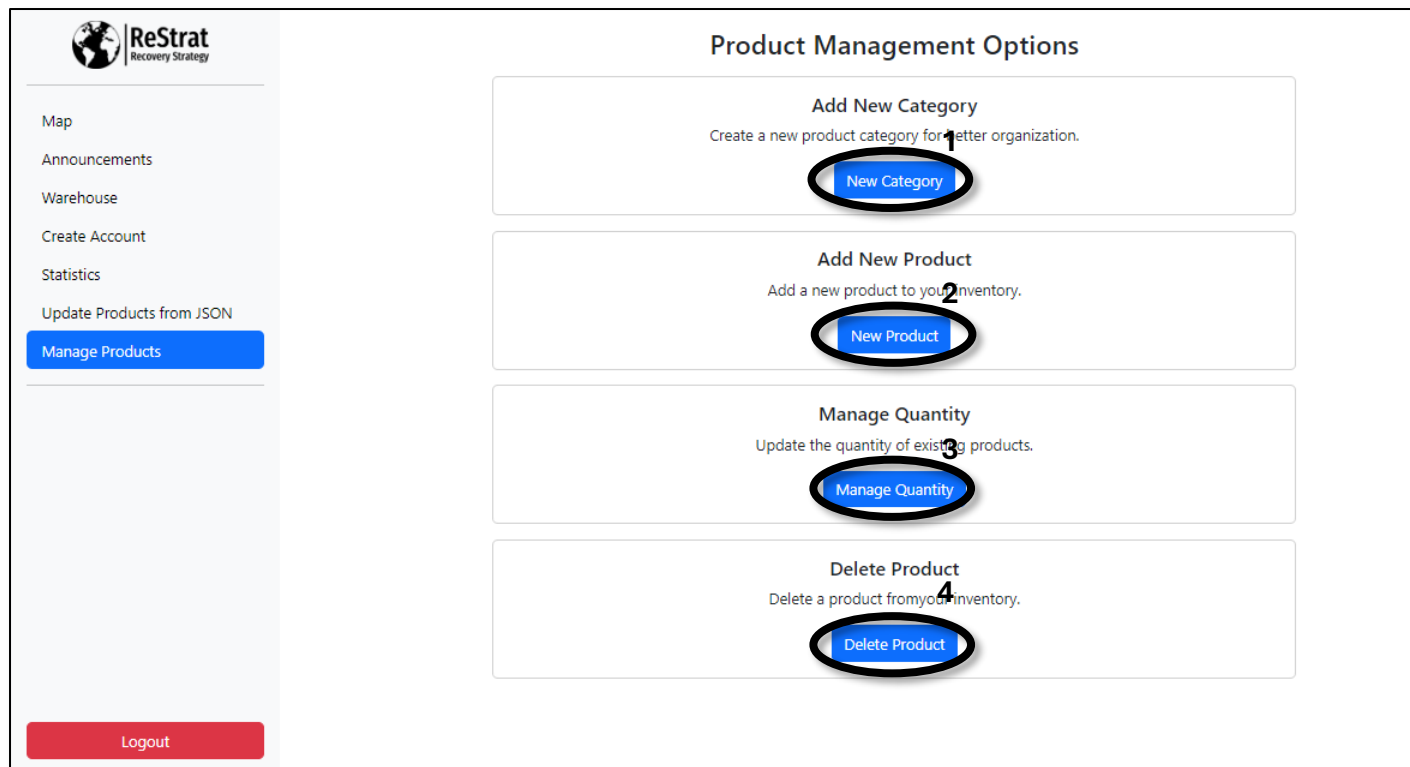 ReStrat
Recovery Strategy
Map
Announcements
Warehouse
Create Account
Statistics
Update Products from JSON
Manage Products
Logout
Product Management Options
Add New Category
Create a new product category for better organization.
1
New Category
Add New Product
Add a new product to your inventory.
2
New Product
Manage Quantity
Update the quantity of existing products.
3
Manage Quantity
Delete Product
Delete a product fromyour inventory.
4
Delete Product